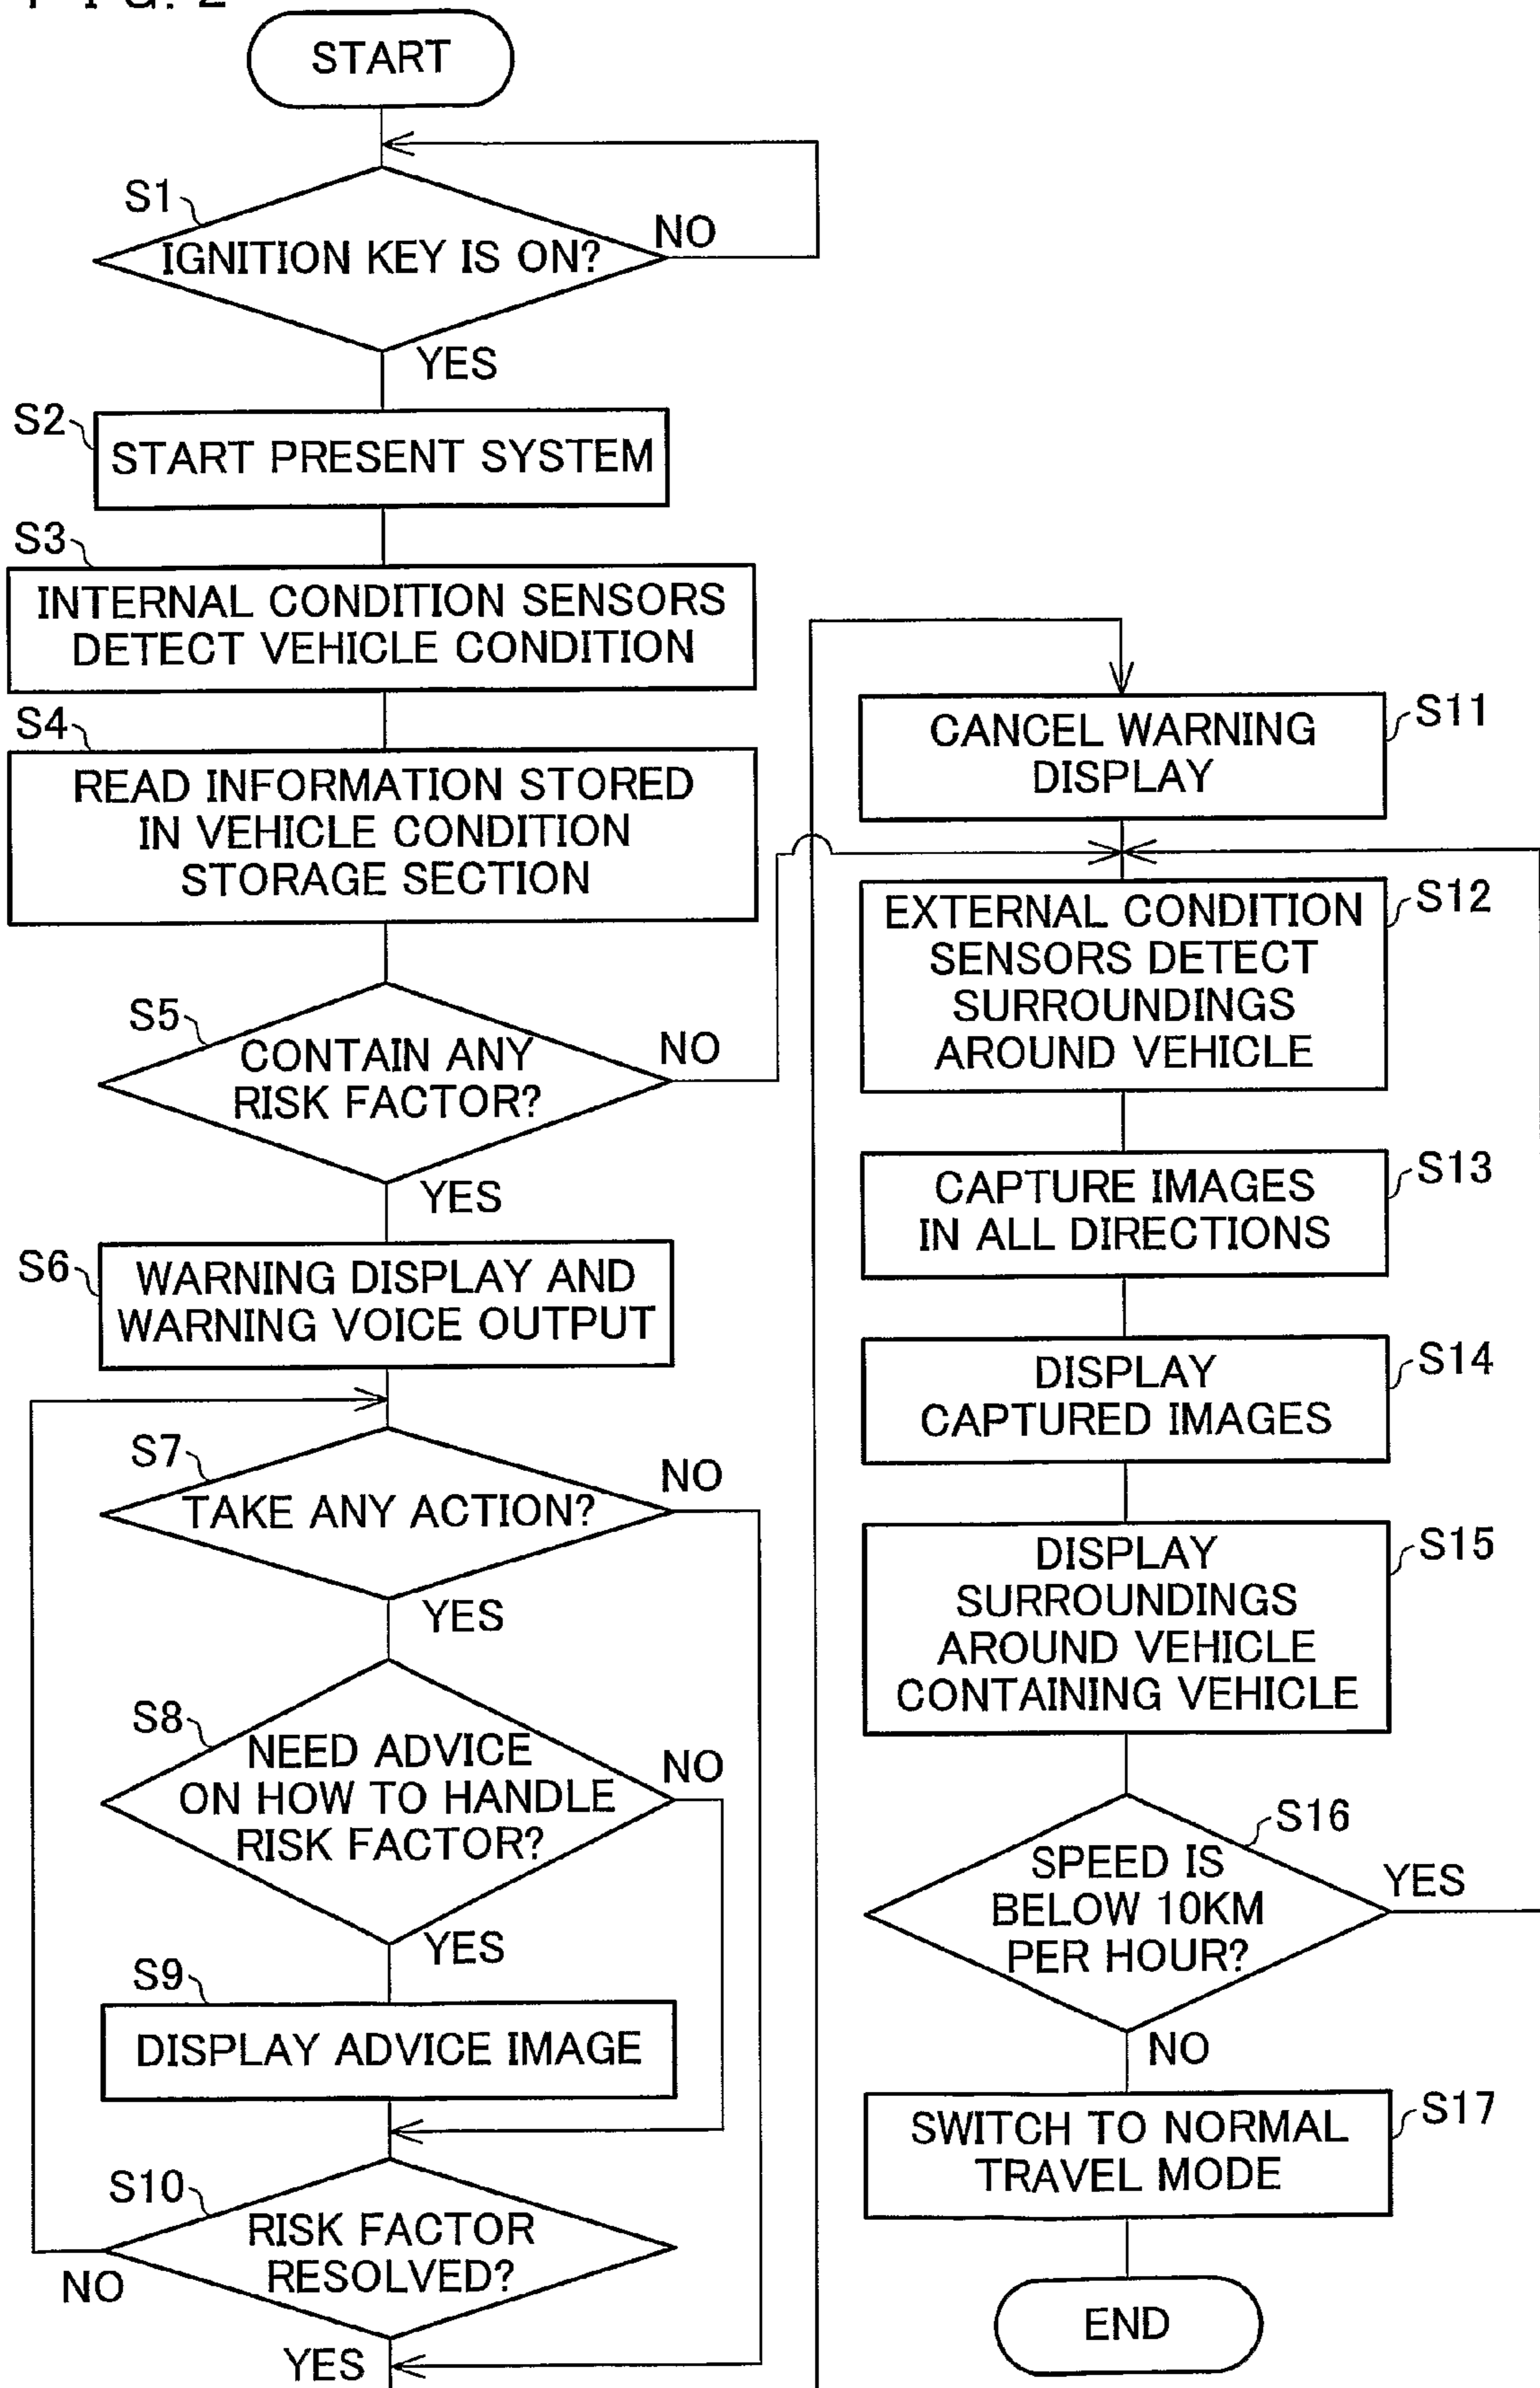 FIG. 2
START
S1
IGNITION KEY IS ON?
NO
YES
S2
START PRESENT SYSTEM
S3
INTERNAL CONDITION SENSORS
DETECT VEHICLE CONDITION
S4
READ INFORMATION STORED
IN VEHICLE CONDITION
STORAGE SECTION
S5
CONTAIN ANY
RISK FACTOR?
NO
YES
S6
WARNING DISPLAY AND
WARNING VOICE OUTPUT
S7
TAKE ANY ACTION?
NO
YES
S8
NEED ADVICE
ON HOW TO HANDLE
RISK FACTOR?
NO
YES
S9
DISPLAY ADVICE IMAGE
S10
RISK FACTOR
RESOLVED?
NO
YES
S11
CANCEL WARNING
DISPLAY
S12
EXTERNAL CONDITION
SENSORS DETECT
SURROUNDINGS
AROUND VEHICLE
S13
CAPTURE IMAGES
IN ALL DIRECTIONS
S14
DISPLAY
CAPTURED IMAGES
S15
DISPLAY
SURROUNDINGS
AROUND VEHICLE
CONTAINING VEHICLE
S16
SPEED IS
BELOW 10KM
PER HOUR?
YES
NO
S17
SWITCH TO NORMAL
TRAVEL MODE
END